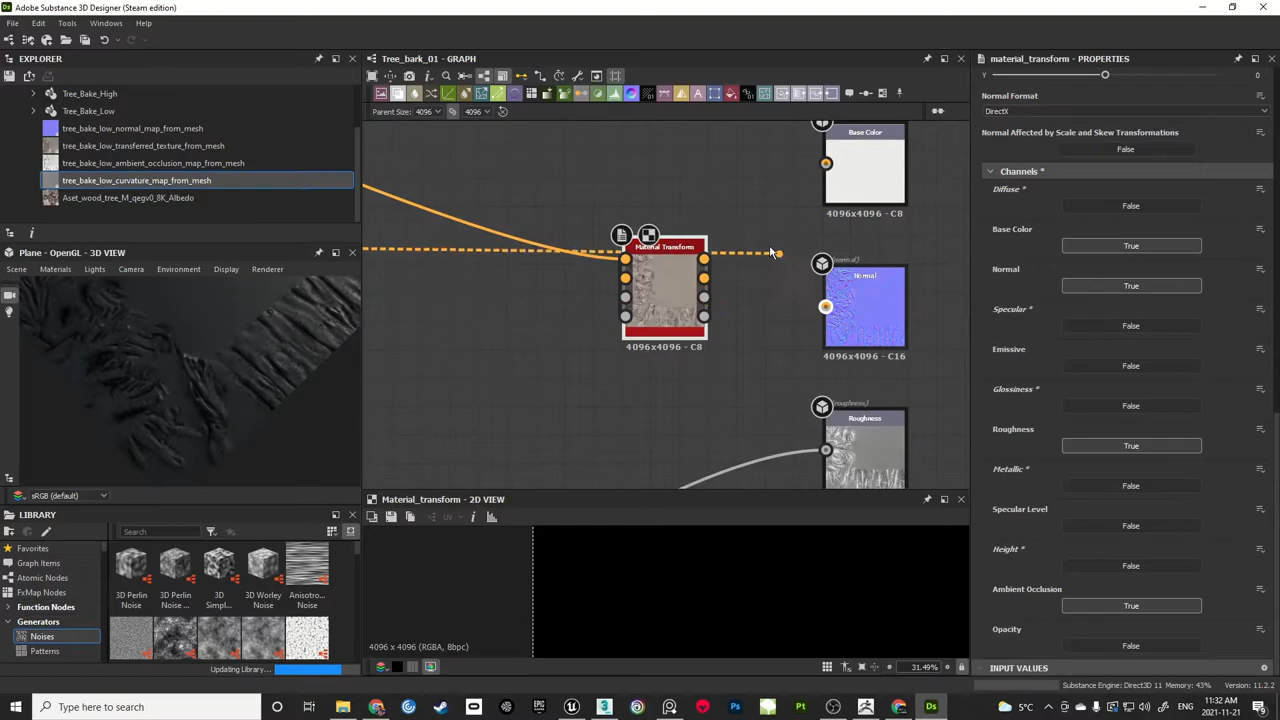 Adobe Substance 3D Designer (Steam edition)
File Edit Tools Windows Help
EXPLORER
Tree_Bake_High
Tree_Bake_Low
tree_bake_low_normal_map_from_mesh
tree_bake_low_transferred_texture_from_mesh
tree_bake_low_ambient_occlusion_map_from_mesh
tree_bake_low_curvature_map_from_mesh
Aset_wood_tree_M_qegv0_8K_Albedo
Plane - OpenGL - 3D VIEW
Scene Materials Lights Camera Environment Display Renderer
sRGB (default)
LIBRARY
Search
Favorites
Graph Items
Atomic Nodes
FxMap Nodes
Function Nodes
Generators
Noises
Patterns
3D Perlin Noise
3D Perlin Noise ...
3D Simpl... Noise
3D Worley Noise
Anisotro... Noise
Updating Library...
Tree_bark_01 - GRAPH
Parent Size: 4096 4096
Material Transform
4096x4096 - C8
Base Color
4096x4096 - C8
(normal)
Normal
4096x4096 - C16
(roughness)
Roughness
Material_transform - 2D VIEW
UV
4096 x 4096 (RGBA, 8bpc)
31.49%
material_transform - PROPERTIES
Y 0
Normal Format
DirectX
Normal Affected by Scale and Skew Transformations
False
Channels *
Diffuse *
False
Base Color
True
Normal
True
Specular *
False
Emissive
False
Glossiness *
False
Roughness
True
Metallic *
False
Specular Level
False
Height *
False
Ambient Occlusion
True
Opacity
False
INPUT VALUES
Substance Engine: Direct3D 11 Memory: 43% Version: 11.2.2
Type here to search
5°C
11:32 AM
2021-11-21